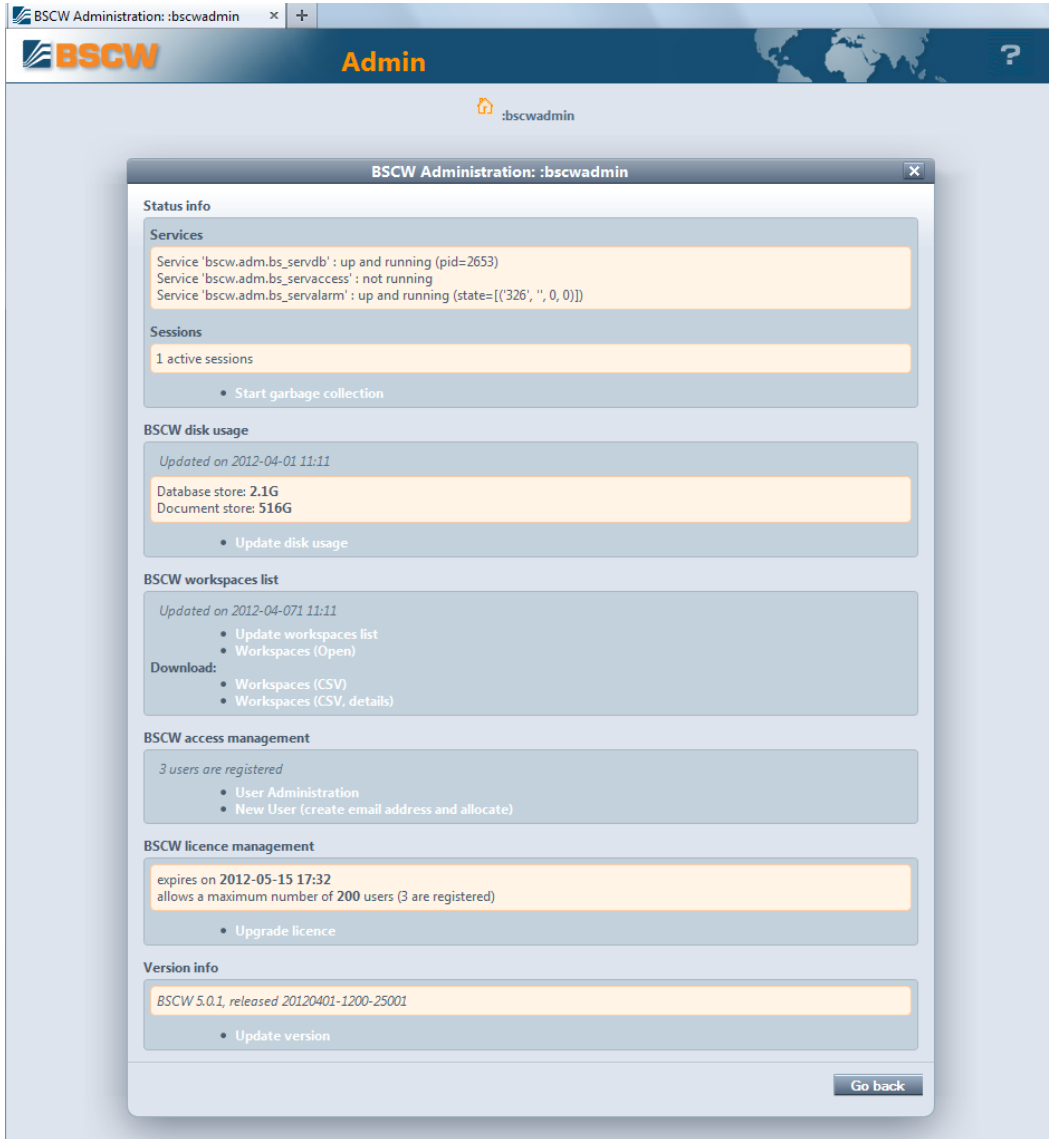 BSCW Administration: :bscwadmin × +
BSCW
Admin
?
:bscwadmin
BSCW Administration: :bscwadmin
Status info
Services
Service 'bscw.adm.bs_servdb' : up and running (pid=2653)
Service 'bscw.adm.bs_servaccess' : not running
Service 'bscw.adm.bs_servalarm' : up and running (state=[('326', '', 0, 0)])
Sessions
1 active sessions
• Start garbage collection
BSCW disk usage
Updated on 2012-04-01 11:11
Database store: 2.1G
Document store: 516G
• Update disk usage
BSCW workspaces list
Updated on 2012-04-071 11:11
• Update workspaces list
• Workspaces (Open)
Download:
• Workspaces (CSV)
• Workspaces (CSV, details)
BSCW access management
3 users are registered
• User Administration
• New User (create email address and allocate)
BSCW licence management
expires on 2012-05-15 17:32
allows a maximum number of 200 users (3 are registered)
• Upgrade licence
Version info
BSCW 5.0.1, released 20120401-1200-25001
• Update version
Go back